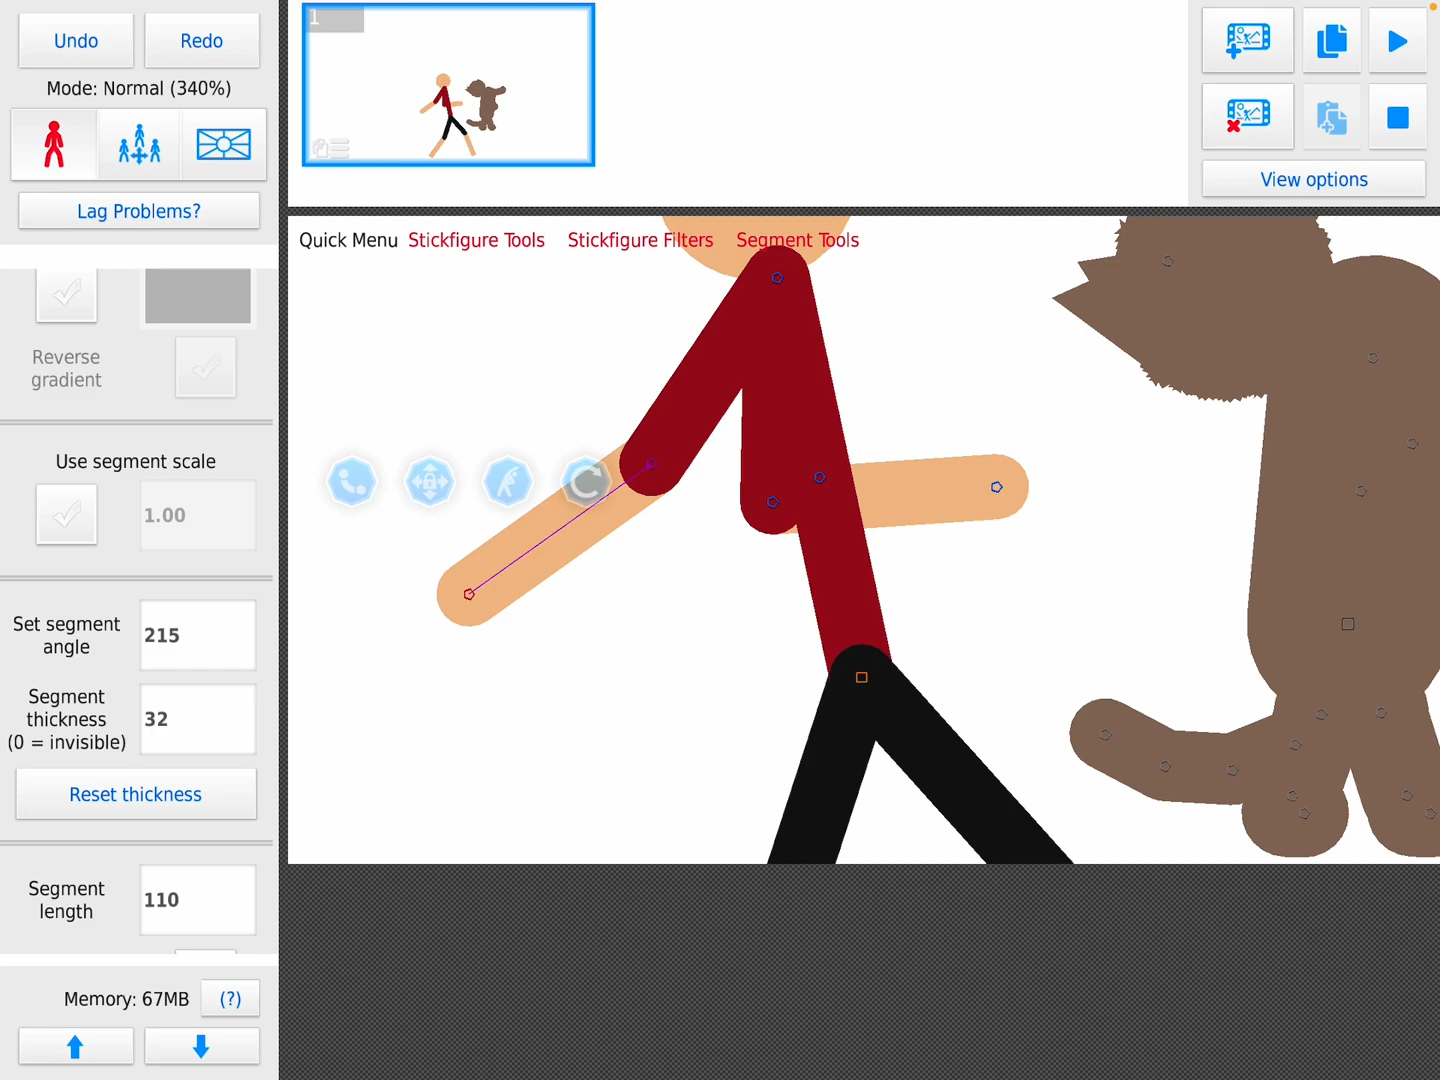 Undo
Redo
Mode: Normal (340%)
Lag Problems?
Reverse
gradient
Use segment scale
1.00
Set segment
angle
215
Segment
thickness
(0 = invisible)
32
Reset thickness
Segment
length
110
Memory: 67MB
(?)
1
View options
Quick Menu
Stickfigure Tools
Stickfigure Filters
Segment Tools